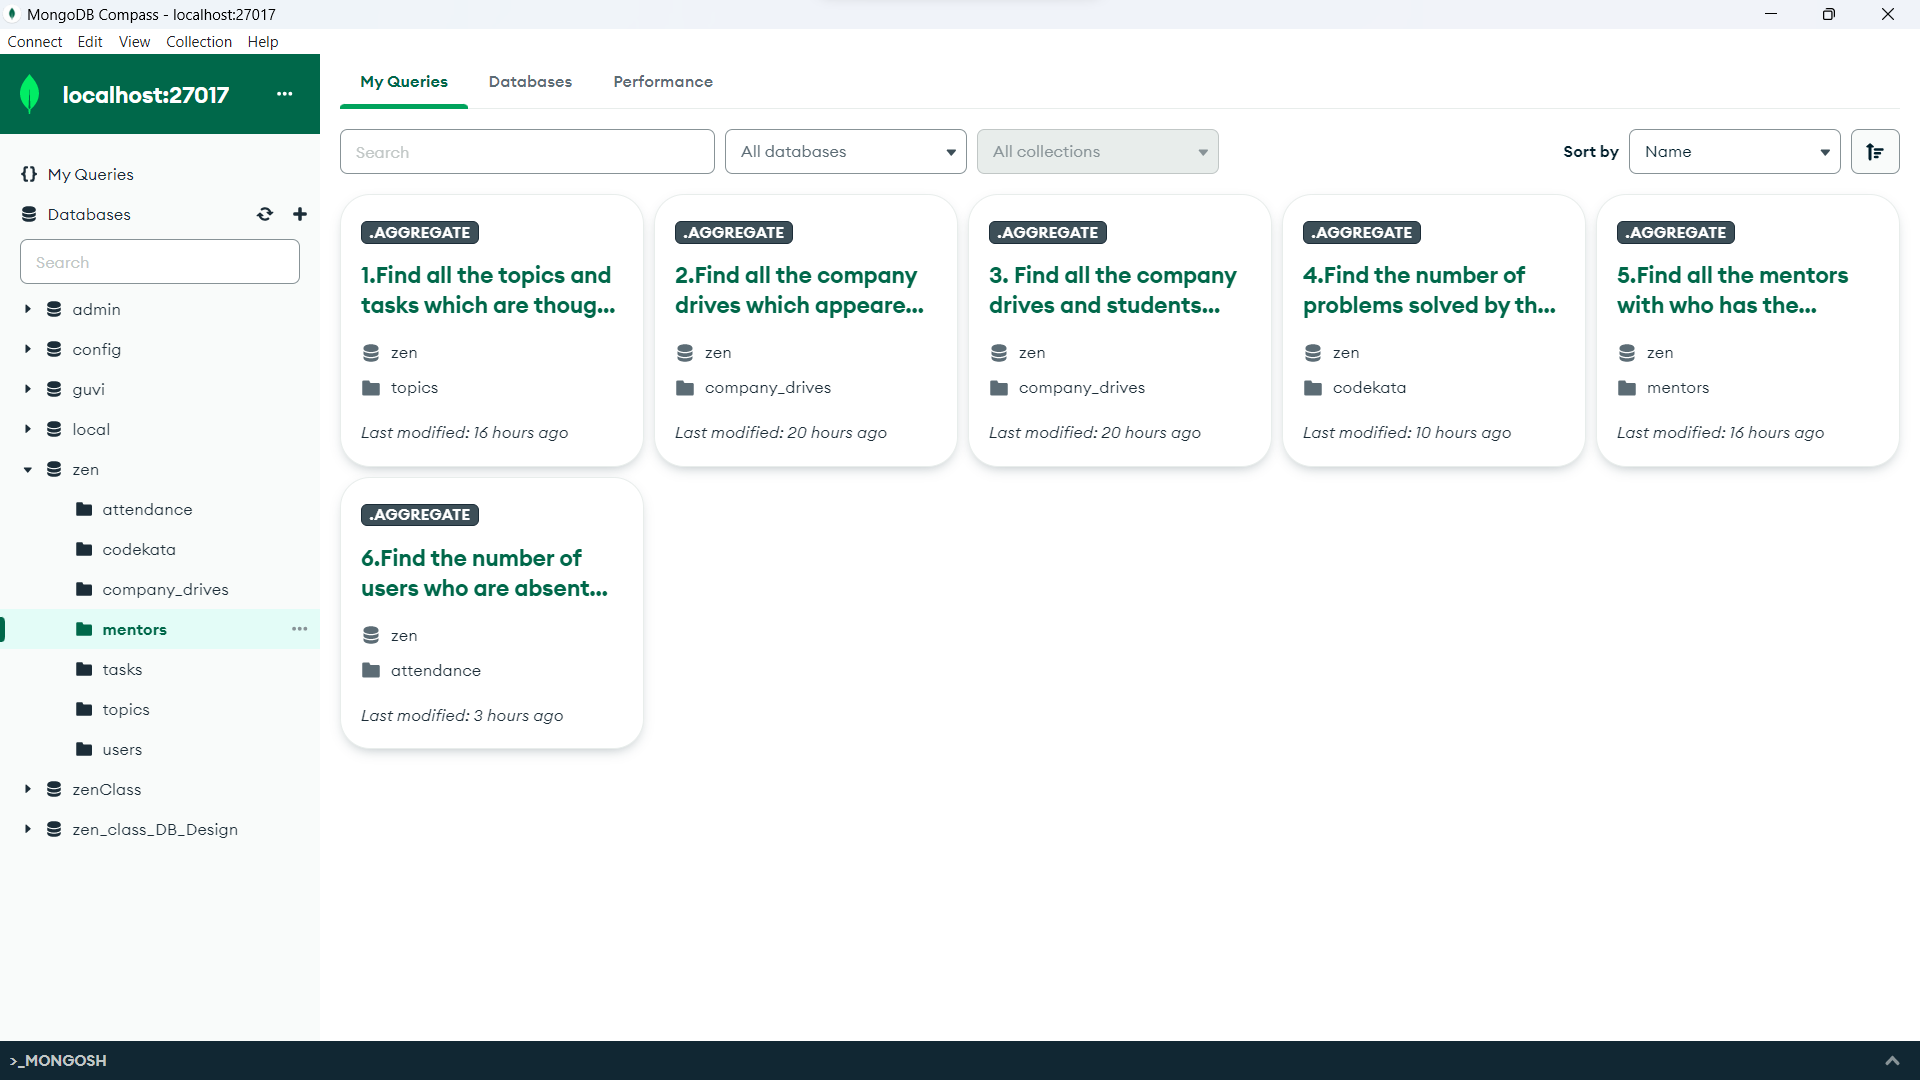 MongoDB Compass - localhost:27017
Connect Edit View Collection Help
localhost:27017 ...
My Queries
Databases
Search
admin
config
guvi
local
zen
attendance
codekata
company_drives
mentors ...
tasks
topics
users
zenClass
zen_class_DB_Design
My Queries Databases Performance
Search All databases All collections Sort by Name
.AGGREGATE
1.Find all the topics and
tasks which are thoug...
zen
topics
Last modified: 16 hours ago
.AGGREGATE
2.Find all the company
drives which appeare...
zen
company_drives
Last modified: 20 hours ago
.AGGREGATE
3. Find all the company
drives and students...
zen
company_drives
Last modified: 20 hours ago
.AGGREGATE
4.Find the number of
problems solved by th...
zen
codekata
Last modified: 10 hours ago
.AGGREGATE
5.Find all the mentors
with who has the...
zen
mentors
Last modified: 16 hours ago
.AGGREGATE
6.Find the number of
users who are absent...
zen
attendance
Last modified: 3 hours ago
>_MONGOSH